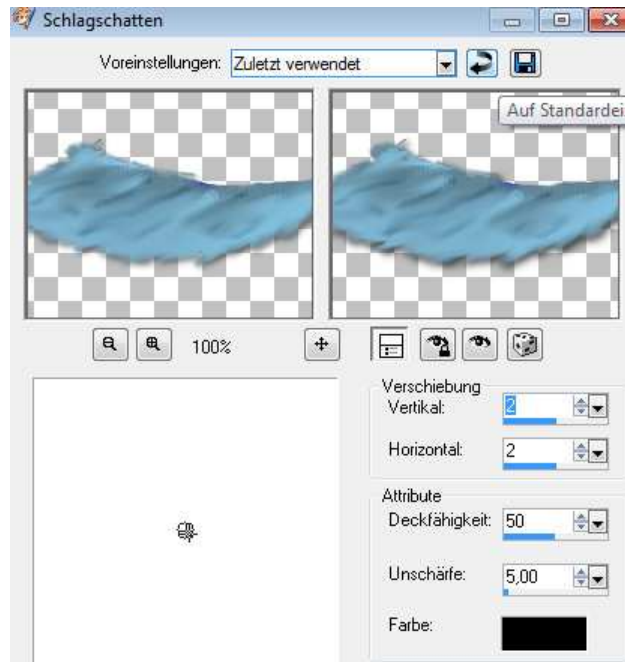 Schlagschatten
Voreinstellungen: Zuletzt verwendet
Auf Standardei
100%
Verschiebung
Vertikal: 2
Horizontal: 2
Attribute
Deckfähigkeit: 50
Unschärfe: 5,00
Farbe: